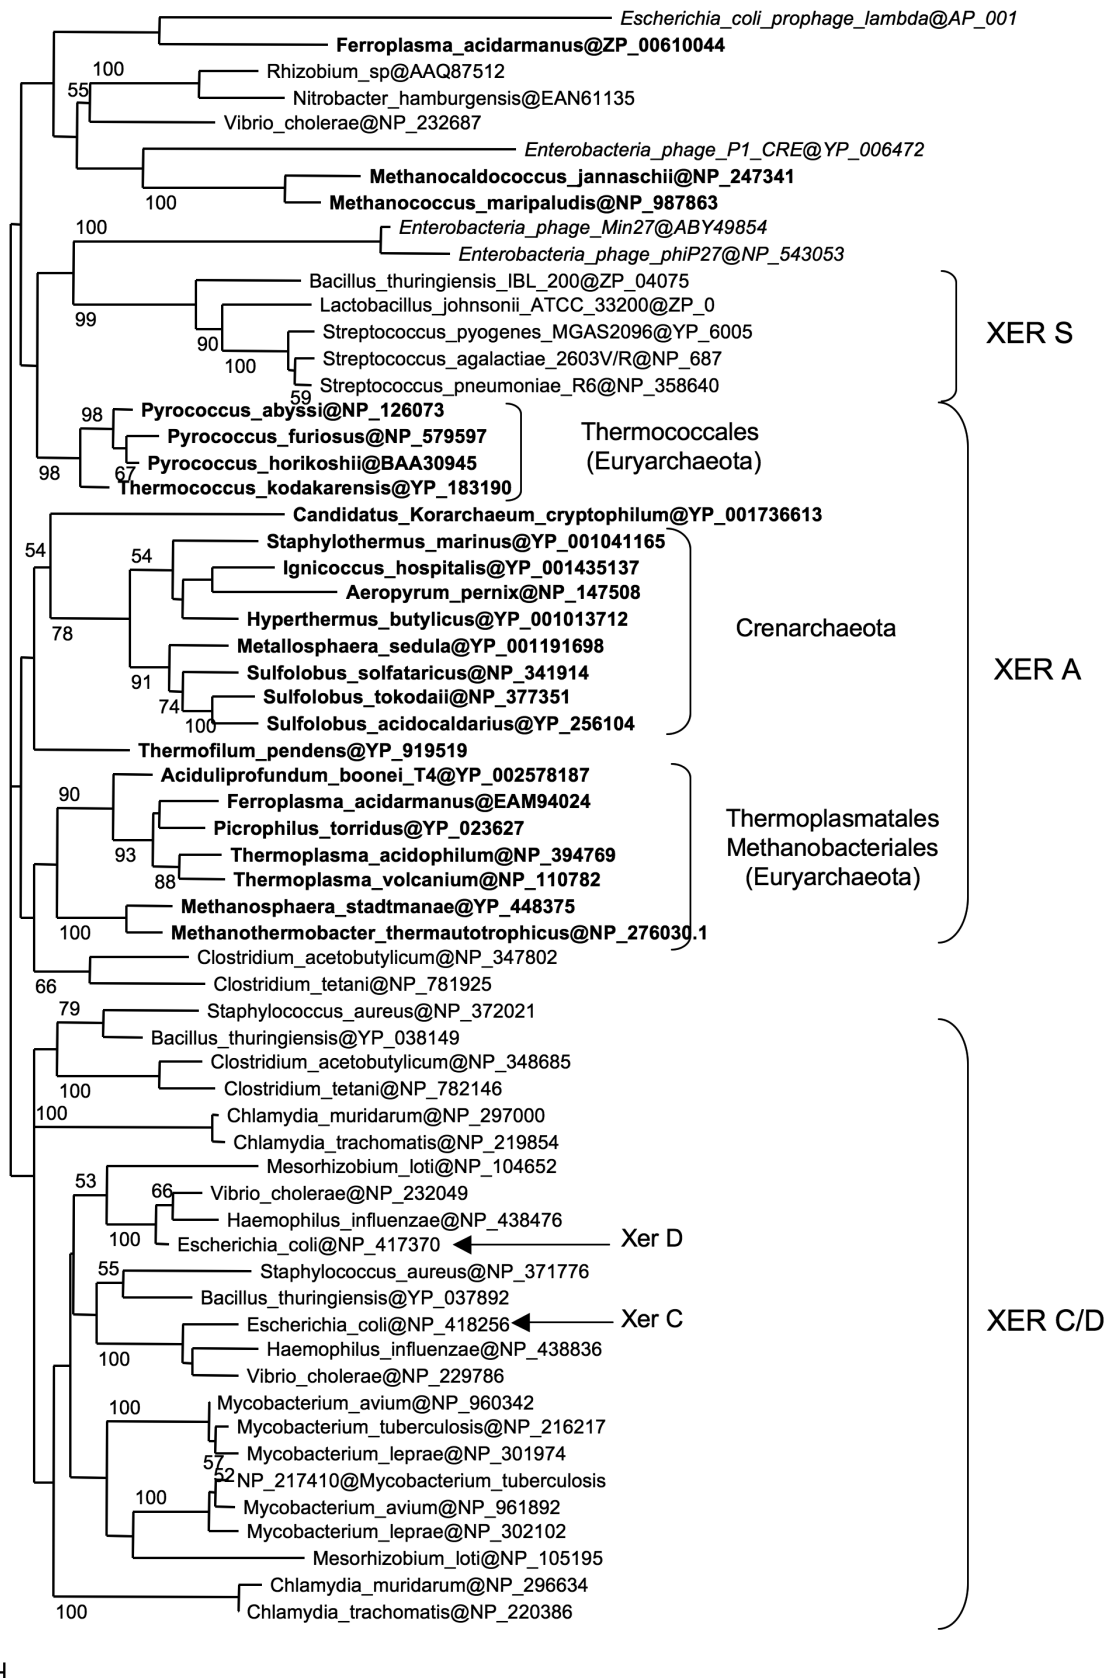 Escherichia_coli_prophage_lambda@AP_001
Ferroplasma_acidarmanus@ZP_00610044
100
Rhizobium_sp@AAQ87512
55
Nitrobacter_hamburgensis@EAN61135
Vibrio_cholerae@NP_232687
Enterobacteria_phage_P1_CRE@YP_006472
Methanocaldococcus_jannaschii@NP_247341
100
Methanococcus_maripaludis@NP_987863
100
Enterobacteria_phage_Min27@ABY49854
Enterobacteria_phage_phiP27@NP_543053
Bacillus_thuringiensis_IBL_200@ZP_04075
99
Lactobacillus_johnsonii_ATCC_33200@ZP_0
XER S
90
Streptococcus_pyogenes_MGAS2096@YP_6005
100
Streptococcus_agalactiae_2603V/R@NP_687
Streptococcus_pneumoniae_R6@NP_358640
59
98
Pyrococcus_abyssi@NP_126073
Pyrococcus_furiosus@NP_579597
Thermococcales
(Euryarchaeota)
98
67
Pyrococcus_horikoshii@BAA30945
Thermococcus_kodakarensis@YP_183190
Candidatus_Korarchaeum_cryptophilum@YP_001736613
54
54
Staphylothermus_marinus@YP_001041165
Ignicoccus_hospitalis@YP_001435137
Aeropyrum_pernix@NP_147508
78
Hyperthermus_butylicus@YP_001013712
Crenarchaeota
Metallosphaera_sedula@YP_001191698
XER A
91
Sulfolobus_solfataricus@NP_341914
74
Sulfolobus_tokodaii@NP_377351
100
Sulfolobus_acidocaldarius@YP_256104
Thermofilum_pendens@YP_919519
Aciduliprofundum_boonei_T4@YP_002578187
90
Ferroplasma_acidarmanus@EAM94024
Picrophilus_torridus@YP_023627
Thermoplasmatales
Methanobacteriales
(Euryarchaeota)
93
Thermoplasma_acidophilum@NP_394769
88
Thermoplasma_volcanium@NP_110782
Methanosphaera_stadtmanae@YP_448375
100
Methanothermobacter_thermautotrophicus@NP_276030.1
Clostridium_acetobutylicum@NP_347802
66
Clostridium_tetani@NP_781925
79
Staphylococcus_aureus@NP_372021
Bacillus_thuringiensis@YP_038149
Clostridium_acetobutylicum@NP_348685
100
Clostridium_tetani@NP_782146
100
Chlamydia_muridarum@NP_297000
Chlamydia_trachomatis@NP_219854
Mesorhizobium_loti@NP_104652
53
66
Vibrio_cholerae@NP_232049
Haemophilus_influenzae@NP_438476
100
Escherichia_coli@NP_417370
Xer D
55
Staphylococcus_aureus@NP_371776
Bacillus_thuringiensis@YP_037892
Escherichia_coli@NP_418256
Xer C
XER C/D
100
Haemophilus_influenzae@NP_438836
Vibrio_cholerae@NP_229786
100
Mycobacterium_avium@NP_960342
Mycobacterium_tuberculosis@NP_216217
Mycobacterium_leprae@NP_301974
57
52
NP_217410@Mycobacterium_tuberculosis
100
Mycobacterium_avium@NP_961892
Mycobacterium_leprae@NP_302102
Mesorhizobium_loti@NP_105195
Chlamydia_muridarum@NP_296634
100
Chlamydia_trachomatis@NP_220386